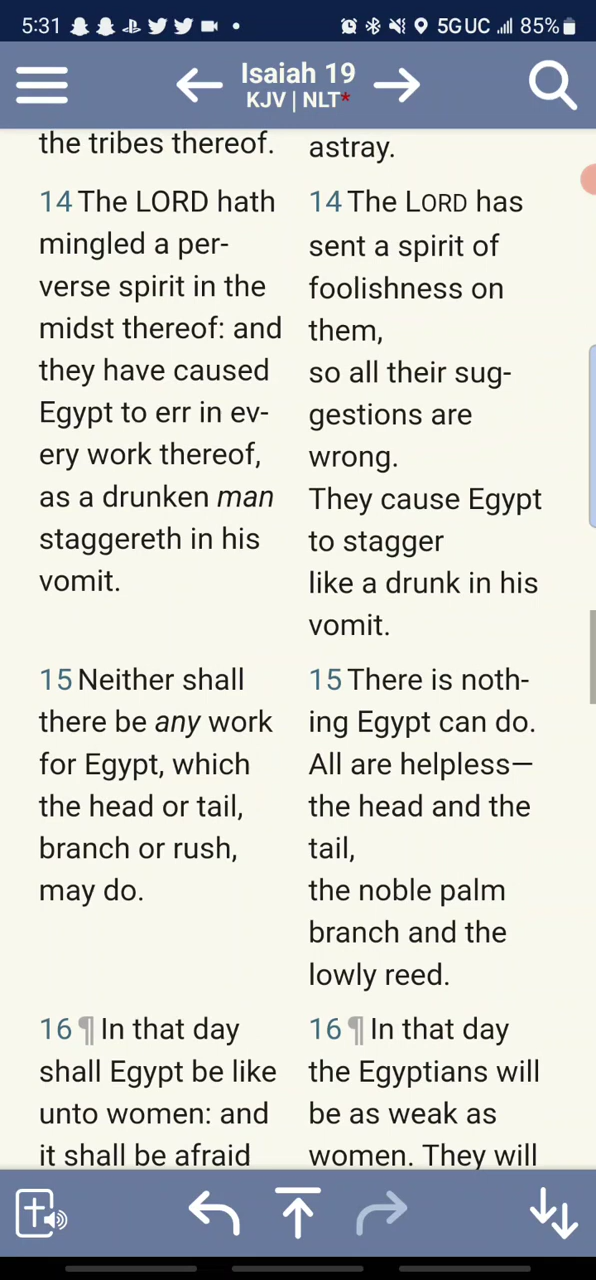 5:31
5G UC 85%
Isaiah 19
KJV | NLT*
the tribes thereof.
14 The LORD hath
mingled a per-
verse spirit in the
midst thereof: and
they have caused
Egypt to err in ev-
ery work thereof,
as a drunken man
staggereth in his
vomit.
15 Neither shall
there be any work
for Egypt, which
the head or tail,
branch or rush,
may do.
16 ¶ In that day
shall Egypt be like
unto women: and
it shall be afraid
astray.
14 The LORD has
sent a spirit of
foolishness on
them,
so all their sug-
gestions are
wrong.
They cause Egypt
to stagger
like a drunk in his
vomit.
15 There is noth-
ing Egypt can do.
All are helpless—
the head and the
tail,
the noble palm
branch and the
lowly reed.
16 ¶ In that day
the Egyptians will
be as weak as
women. They will